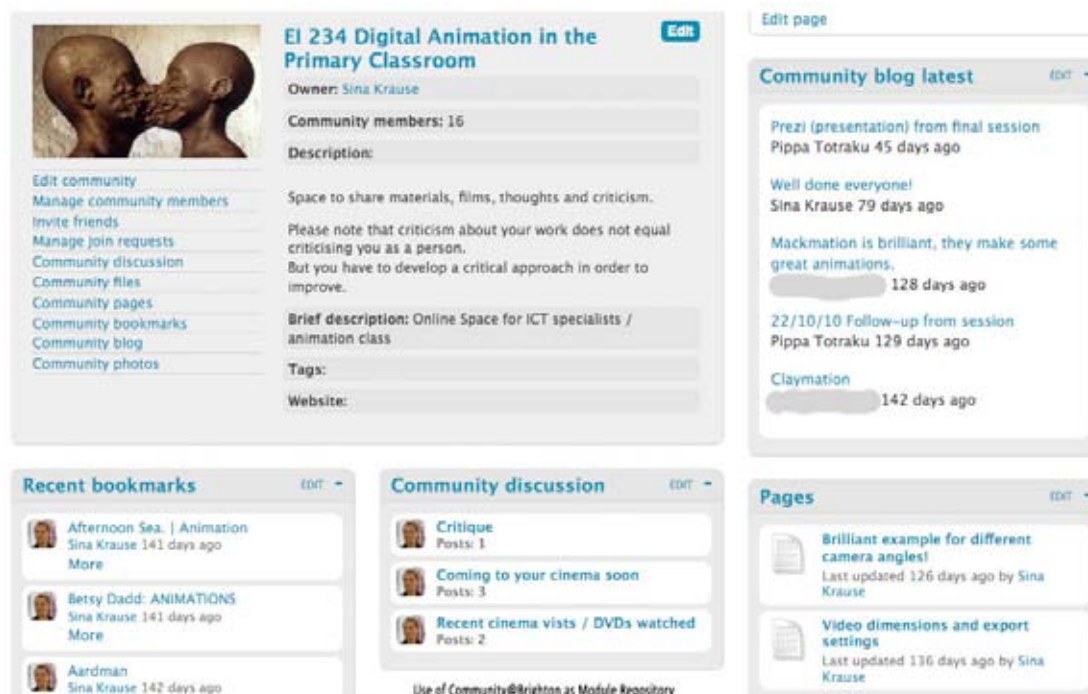 EI 234 Digital Animation in the
Primary Classroom
Edit
Owner: Sina Krause
Community members: 16
Description:
Space to share materials, films, thoughts and criticism.
Please note that criticism about your work does not equal
criticising you as a person.
But you have to develop a critical approach in order to
improve.
Brief description: Online Space for ICT specialists /
animation class
Tags:
Website:
Edit community
Manage community members
Invite friends
Manage join requests
Community discussion
Community files
Community pages
Community bookmarks
Community blog
Community photos
Edit page
Community blog latest
EDIT
Prezi (presentation) from final session
Pippa Totraku 45 days ago
Well done everyone!
Sina Krause 79 days ago
Mackmation is brilliant, they make some
great animations.
128 days ago
22/10/10 Follow-up from session
Pippa Totraku 129 days ago
Claymation
142 days ago
Recent bookmarks
EDIT
Afternoon Sea. | Animation
Sina Krause 141 days ago
More
Betsy Dadd: ANIMATIONS
Sina Krause 141 days ago
More
Aardman
Sina Krause 142 days ago
Community discussion
EDIT
Critique
Posts: 1
Coming to your cinema soon
Posts: 3
Recent cinema vists / DVDs watched
Posts: 2
Use of Community@Brighton as Module Repository
Pages
EDIT
Brilliant example for different
camera angles!
Last updated 126 days ago by Sina
Krause
Video dimensions and export
settings
Last updated 136 days ago by Sina
Krause